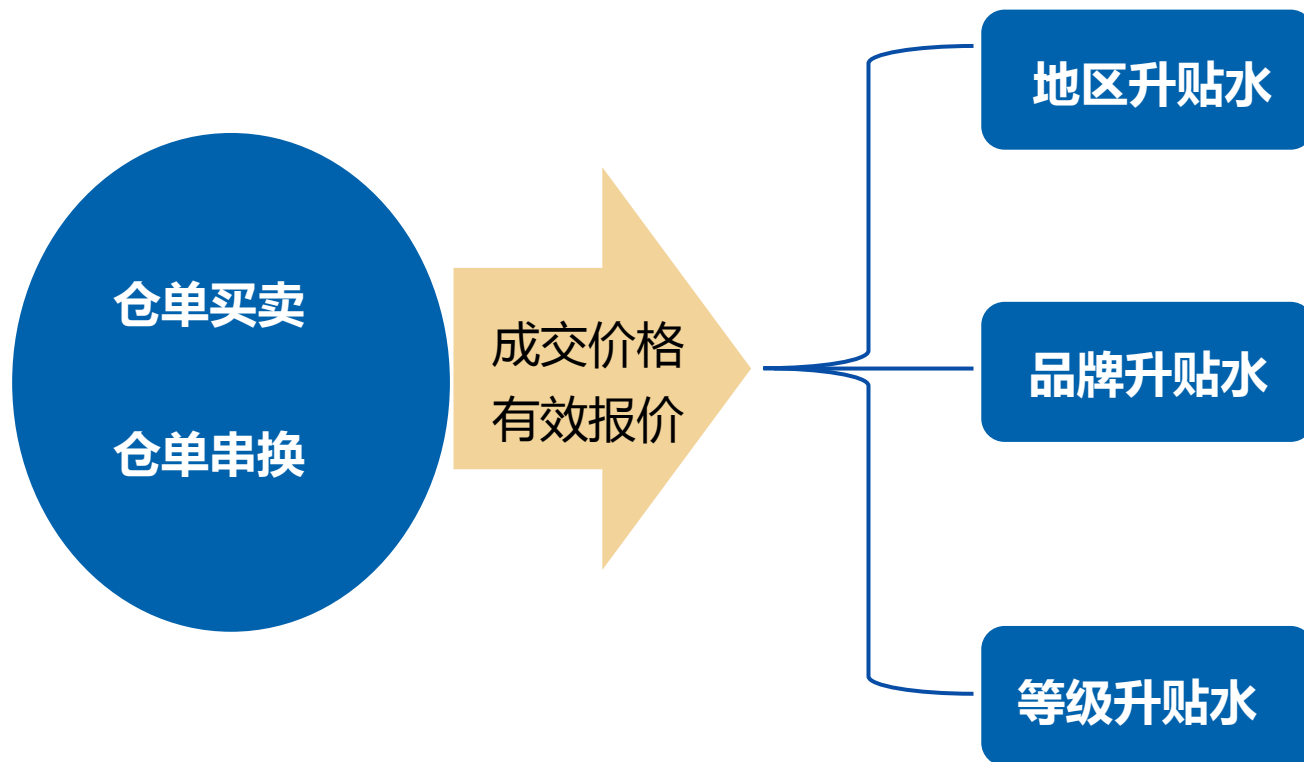 仓单买卖
仓单串换
成交价格
有效报价
地区升贴水
品牌升贴水
等级升贴水